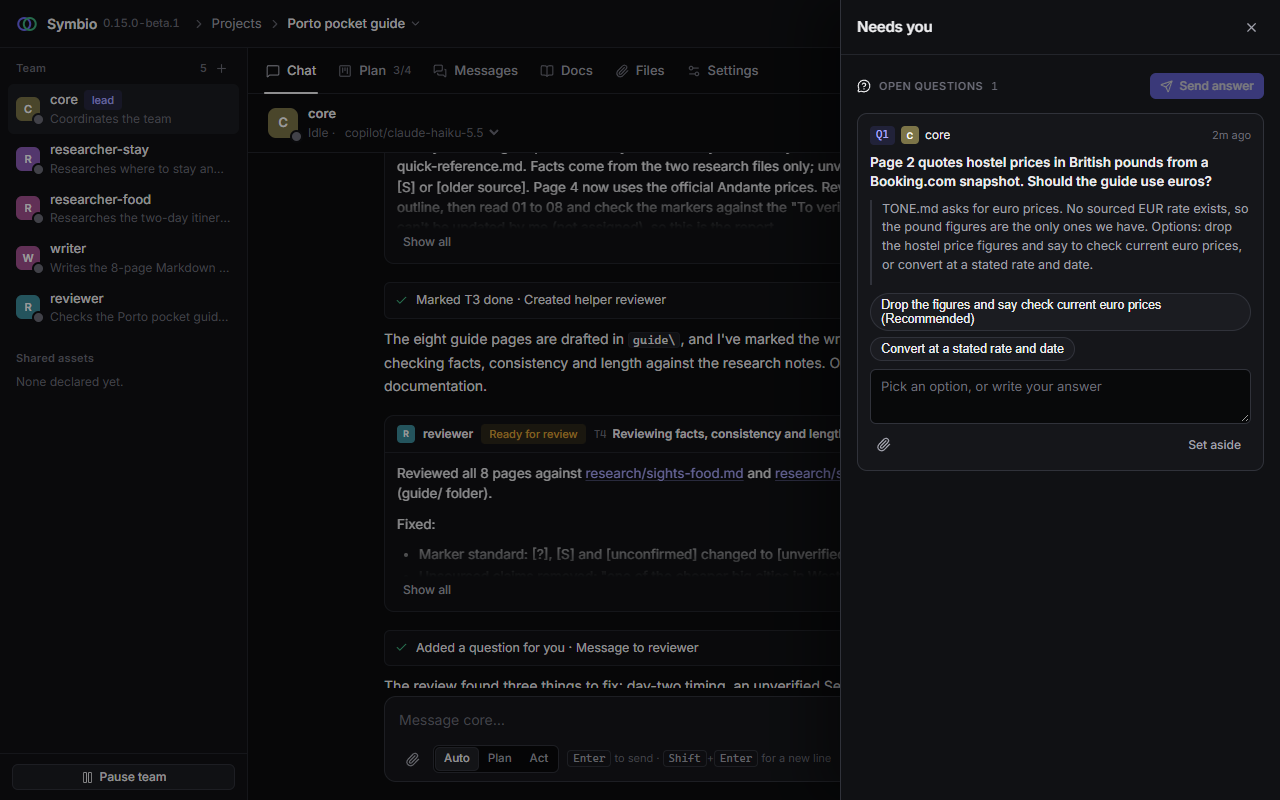 Symbio 0.15.0-beta.1 Projects Porto pocket guide
Team 5
C core lead
Coordinates the team
R researcher-stay
Researches where to stay an...
R researcher-food
Researches the two-day itiner...
W writer
Writes the 8-page Markdown ...
R reviewer
Checks the Porto pocket guid...
Shared assets
None declared yet.
Pause team
Chat Plan 3/4 Messages Docs Files Settings
C core
Idle · copilot/claude-haiku-5.5
quick-reference.md. Facts come from the two research files only; unv
[S] or [older source]. Page 4 now uses the official Andante prices. Rev
outline, then read 01 to 08 and check the markers against the "To veri
Show all
Marked T3 done · Created helper reviewer
The eight guide pages are drafted in guide\ , and I've marked the wr
checking facts, consistency and length against the research notes. O
documentation.
R reviewer Ready for review T4 Reviewing facts, consistency and lengt
Reviewed all 8 pages against research/sights-food.md and research/s
(guide/ folder).
Fixed:
• Marker standard: [?], [S] and [unconfirmed] changed to [unverified
Show all
Added a question for you · Message to reviewer
The review found three things to fix: day-two timing, an unverified Se
Message core...
Auto Plan Act Enter to send · Shift + Enter for a new line
Needs you
OPEN QUESTIONS 1 Send answer
Q1 C core 2m ago
Page 2 quotes hostel prices in British pounds from a
Booking.com snapshot. Should the guide use euros?
TONE.md asks for euro prices. No sourced EUR rate exists, so
the pound figures are the only ones we have. Options: drop
the hostel price figures and say to check current euro prices,
or convert at a stated rate and date.
Drop the figures and say check current euro prices
(Recommended)
Convert at a stated rate and date
Pick an option, or write your answer
Set aside